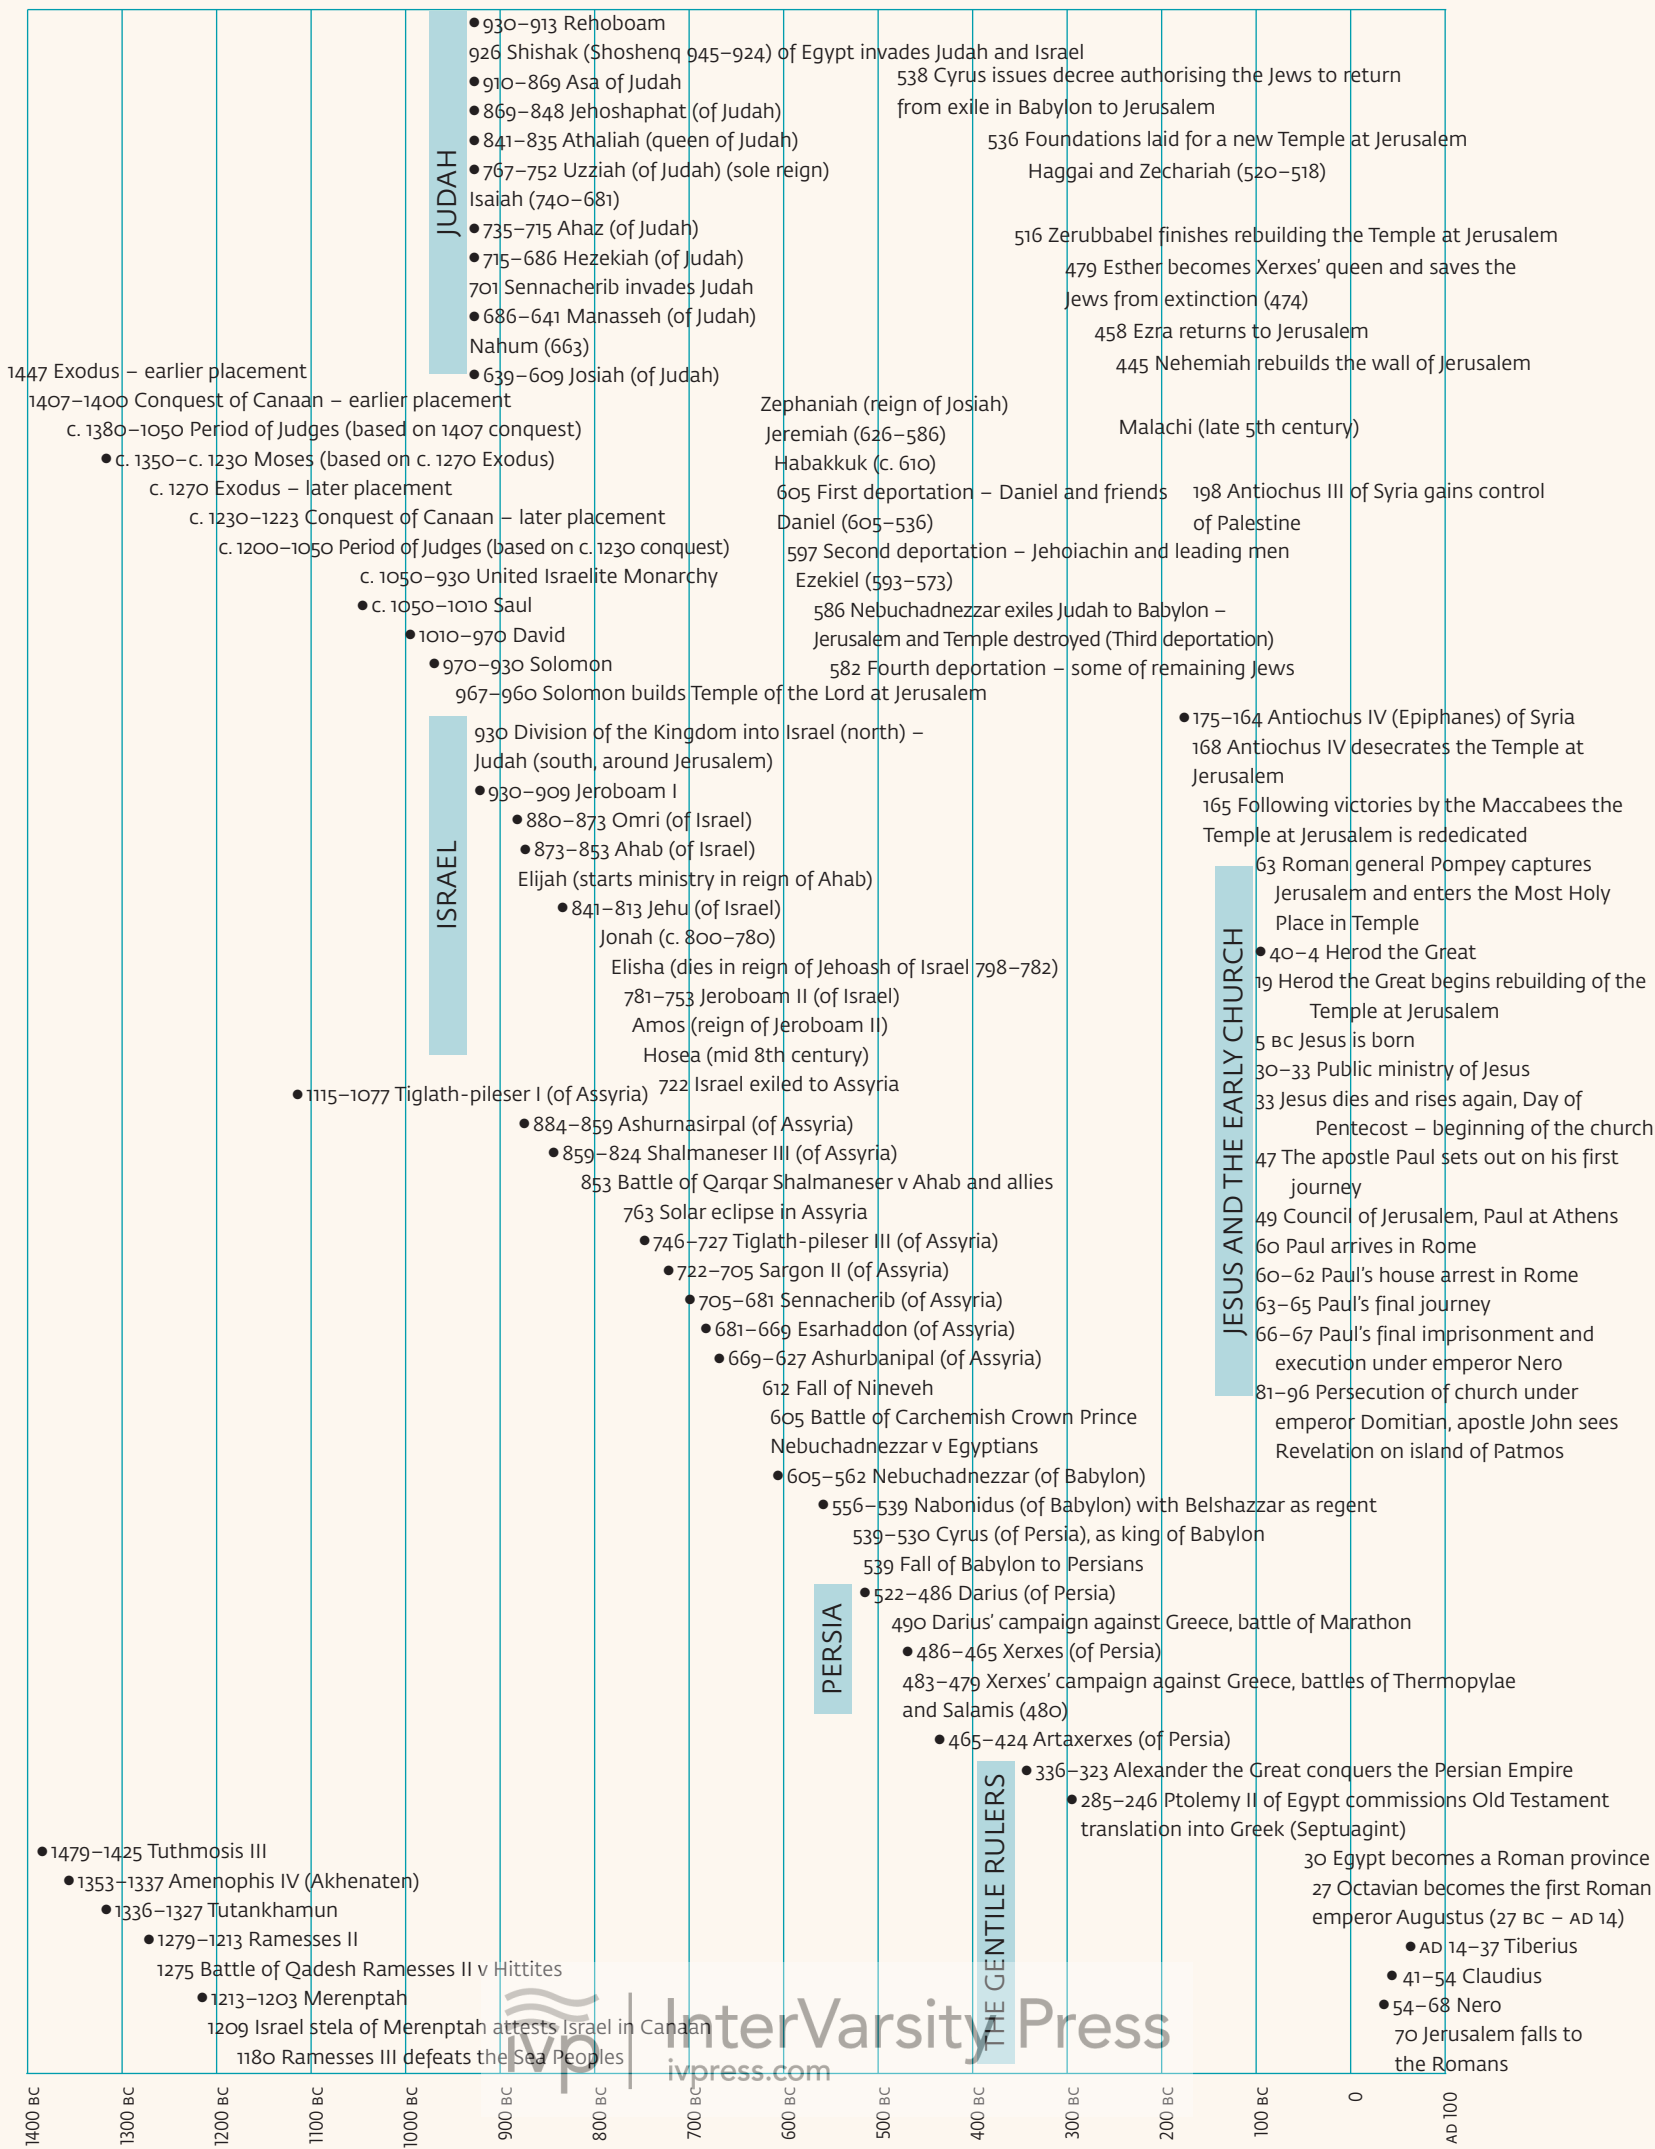 JUDAH
930–913 Rehoboam
926 Shishak (Shoshenq 945–924) of Egypt invades Judah and Israel
910–869 Asa of Judah
869–848 Jehoshaphat (of Judah)
841–835 Athaliah (queen of Judah)
767–752 Uzziah (of Judah) (sole reign)
Isaiah (740–681)
735–715 Ahaz (of Judah)
715–686 Hezekiah (of Judah)
701 Sennacherib invades Judah
686–641 Manasseh (of Judah)
Nahum (663)
639–609 Josiah (of Judah)
538 Cyrus issues decree authorising the Jews to return
from exile in Babylon to Jerusalem
536 Foundations laid for a new Temple at Jerusalem
Haggai and Zechariah (520–518)
516 Zerubbabel finishes rebuilding the Temple at Jerusalem
479 Esther becomes Xerxes' queen and saves the
Jews from extinction (474)
458 Ezra returns to Jerusalem
445 Nehemiah rebuilds the wall of Jerusalem
Malachi (late 5th century)
198 Antiochus III of Syria gains control
of Palestine
1447 Exodus – earlier placement
1407–1400 Conquest of Canaan – earlier placement
c. 1380–1050 Period of Judges (based on 1407 conquest)
c. 1350–c. 1230 Moses (based on c. 1270 Exodus)
c. 1270 Exodus – later placement
c. 1230–1223 Conquest of Canaan – later placement
c. 1200–1050 Period of Judges (based on c. 1230 conquest)
c. 1050–930 United Israelite Monarchy
c. 1050–1010 Saul
1010–970 David
970–930 Solomon
967–960 Solomon builds Temple of the Lord at Jerusalem
Zephaniah (reign of Josiah)
Jeremiah (626–586)
Habakkuk (c. 610)
605 First deportation – Daniel and friends
Daniel (605–536)
597 Second deportation – Jehoiachin and leading men
Ezekiel (593–573)
586 Nebuchadnezzar exiles Judah to Babylon –
Jerusalem and Temple destroyed (Third deportation)
582 Fourth deportation – some of remaining Jews
ISRAEL
930 Division of the Kingdom into Israel (north) –
Judah (south, around Jerusalem)
930–909 Jeroboam I
880–873 Omri (of Israel)
873–853 Ahab (of Israel)
Elijah (starts ministry in reign of Ahab)
841–813 Jehu (of Israel)
Jonah (c. 800–780)
Elisha (dies in reign of Jehoash of Israel 798–782)
781–753 Jeroboam II (of Israel)
Amos (reign of Jeroboam II)
Hosea (mid 8th century)
722 Israel exiled to Assyria
175–164 Antiochus IV (Epiphanes) of Syria
168 Antiochus IV desecrates the Temple at
Jerusalem
165 Following victories by the Maccabees the
Temple at Jerusalem is rededicated
JESUS AND THE EARLY CHURCH
63 Roman general Pompey captures
Jerusalem and enters the Most Holy
Place in Temple
40–4 Herod the Great
19 Herod the Great begins rebuilding of the
Temple at Jerusalem
5 BC Jesus is born
30–33 Public ministry of Jesus
33 Jesus dies and rises again, Day of
Pentecost – beginning of the church
47 The apostle Paul sets out on his first
journey
49 Council of Jerusalem, Paul at Athens
60 Paul arrives in Rome
60–62 Paul's house arrest in Rome
63–65 Paul's final journey
66–67 Paul's final imprisonment and
execution under emperor Nero
81–96 Persecution of church under
emperor Domitian, apostle John sees
Revelation on island of Patmos
1115–1077 Tiglath-pileser I (of Assyria)
884–859 Ashurnasirpal (of Assyria)
859–824 Shalmaneser III (of Assyria)
853 Battle of Qarqar Shalmaneser v Ahab and allies
763 Solar eclipse in Assyria
746–727 Tiglath-pileser III (of Assyria)
722–705 Sargon II (of Assyria)
705–681 Sennacherib (of Assyria)
681–669 Esarhaddon (of Assyria)
669–627 Ashurbanipal (of Assyria)
612 Fall of Nineveh
605 Battle of Carchemish Crown Prince
Nebuchadnezzar v Egyptians
605–562 Nebuchadnezzar (of Babylon)
556–539 Nabonidus (of Babylon) with Belshazzar as regent
539–530 Cyrus (of Persia), as king of Babylon
539 Fall of Babylon to Persians
PERSIA
522–486 Darius (of Persia)
490 Darius' campaign against Greece, battle of Marathon
486–465 Xerxes (of Persia)
483–479 Xerxes' campaign against Greece, battles of Thermopylae
and Salamis (480)
465–424 Artaxerxes (of Persia)
THE GENTILE RULERS
336–323 Alexander the Great conquers the Persian Empire
285–246 Ptolemy II of Egypt commissions Old Testament
translation into Greek (Septuagint)
30 Egypt becomes a Roman province
27 Octavian becomes the first Roman
emperor Augustus (27 BC – AD 14)
AD 14–37 Tiberius
41–54 Claudius
54–68 Nero
70 Jerusalem falls to
the Romans
1479–1425 Tuthmosis III
1353–1337 Amenophis IV (Akhenaten)
1336–1327 Tutankhamun
1279–1213 Ramesses II
1275 Battle of Qadesh Ramesses II v Hittites
1213–1203 Merenptah
1209 Israel stela of Merenptah attests Israel in Canaan
1180 Ramesses III defeats the Sea Peoples
ivp InterVarsity Press
ivpress.com
1400 BC
1300 BC
1200 BC
1100 BC
1000 BC
900 BC
800 BC
700 BC
600 BC
500 BC
400 BC
300 BC
200 BC
100 BC
0
AD 100